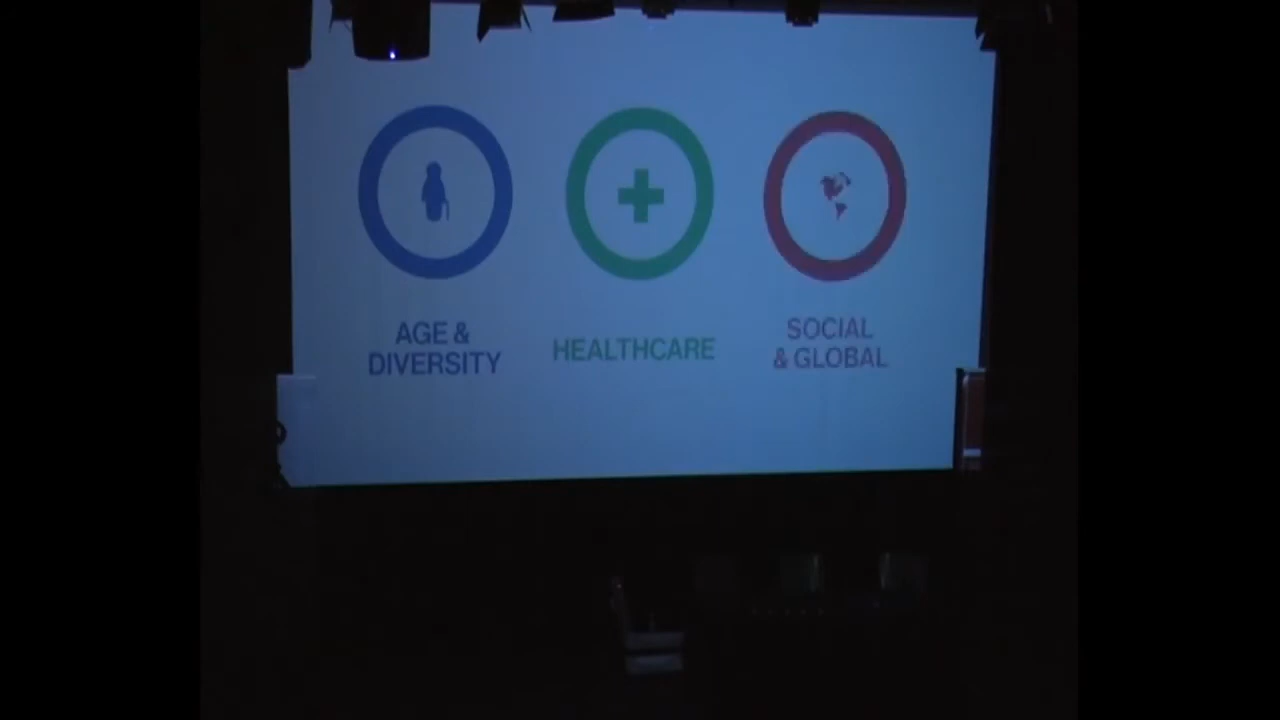 AGE &
DIVERSITY
HEALTHCARE
SOCIAL
& GLOBAL